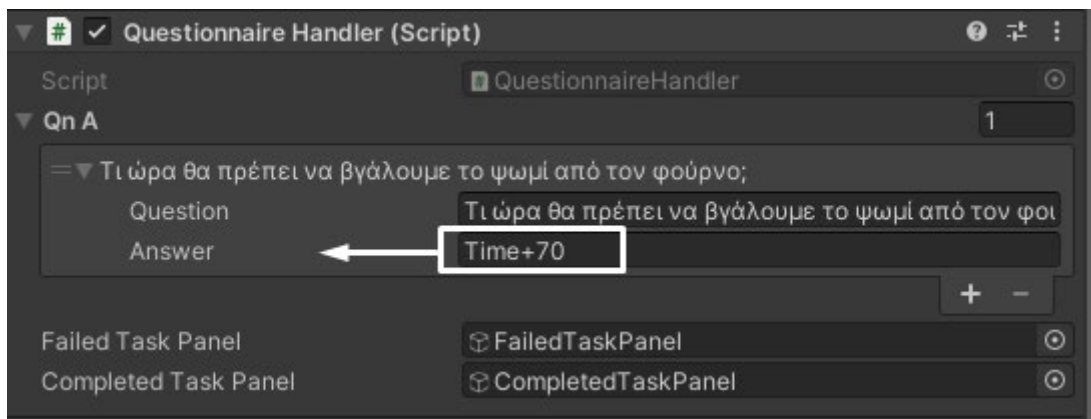 # Questionnaire Handler (Script)
Script # QuestionnaireHandler
Qn A 1
Τι ώρα θα πρέπει να βγάλουμε το ψωμί από τον φούρνο;
Question Τι ώρα θα πρέπει να βγάλουμε το ψωμί από τον
Answer Time+70
+ −
Failed Task Panel FailedTaskPanel
Completed Task Panel CompletedTaskPanel